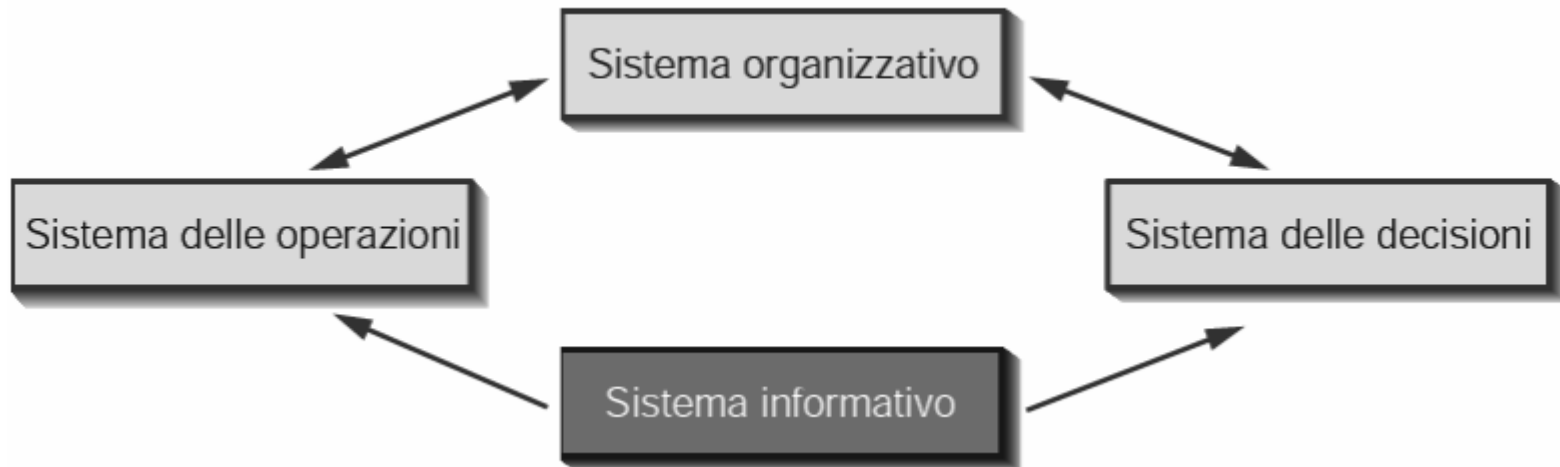 Sistema organizzativo
Sistema delle operazioni
Sistema delle decisioni
Sistema informativo